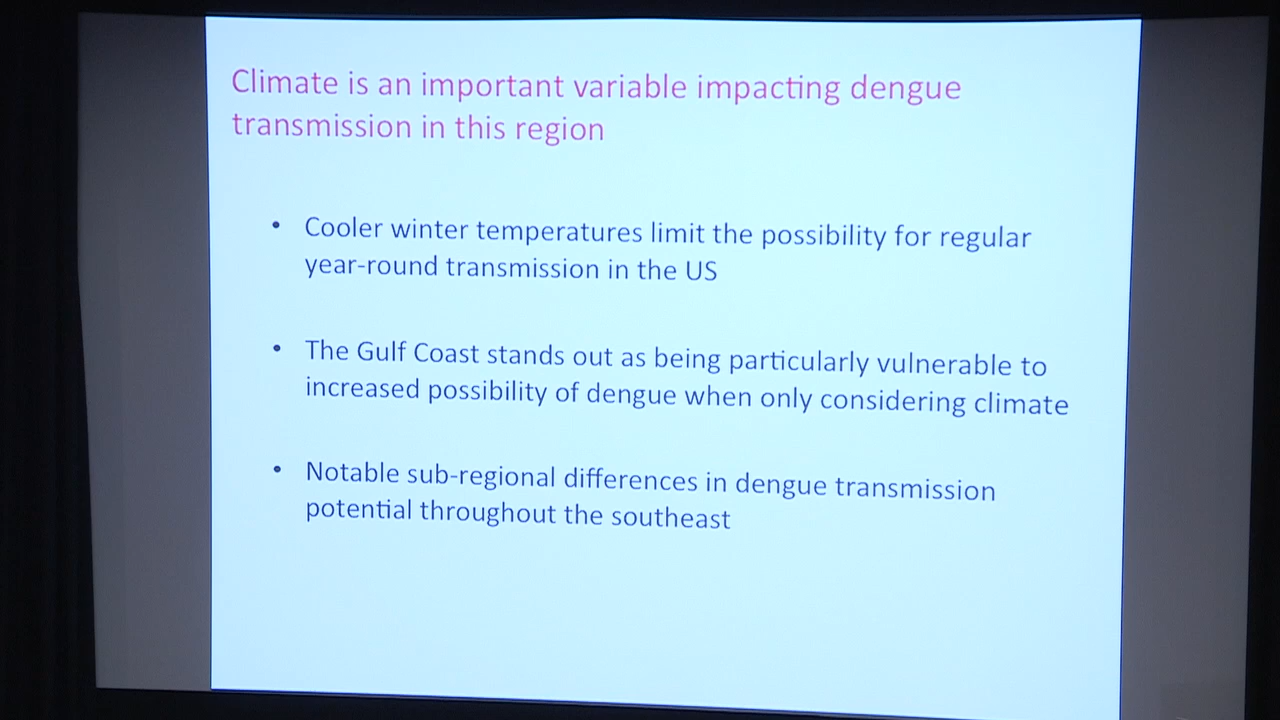 Climate is an important variable impacting dengue
transmission in this region
• Cooler winter temperatures limit the possibility for regular
year-round transmission in the US
• The Gulf Coast stands out as being particularly vulnerable to
increased possibility of dengue when only considering climate
• Notable sub-regional differences in dengue transmission
potential throughout the southeast